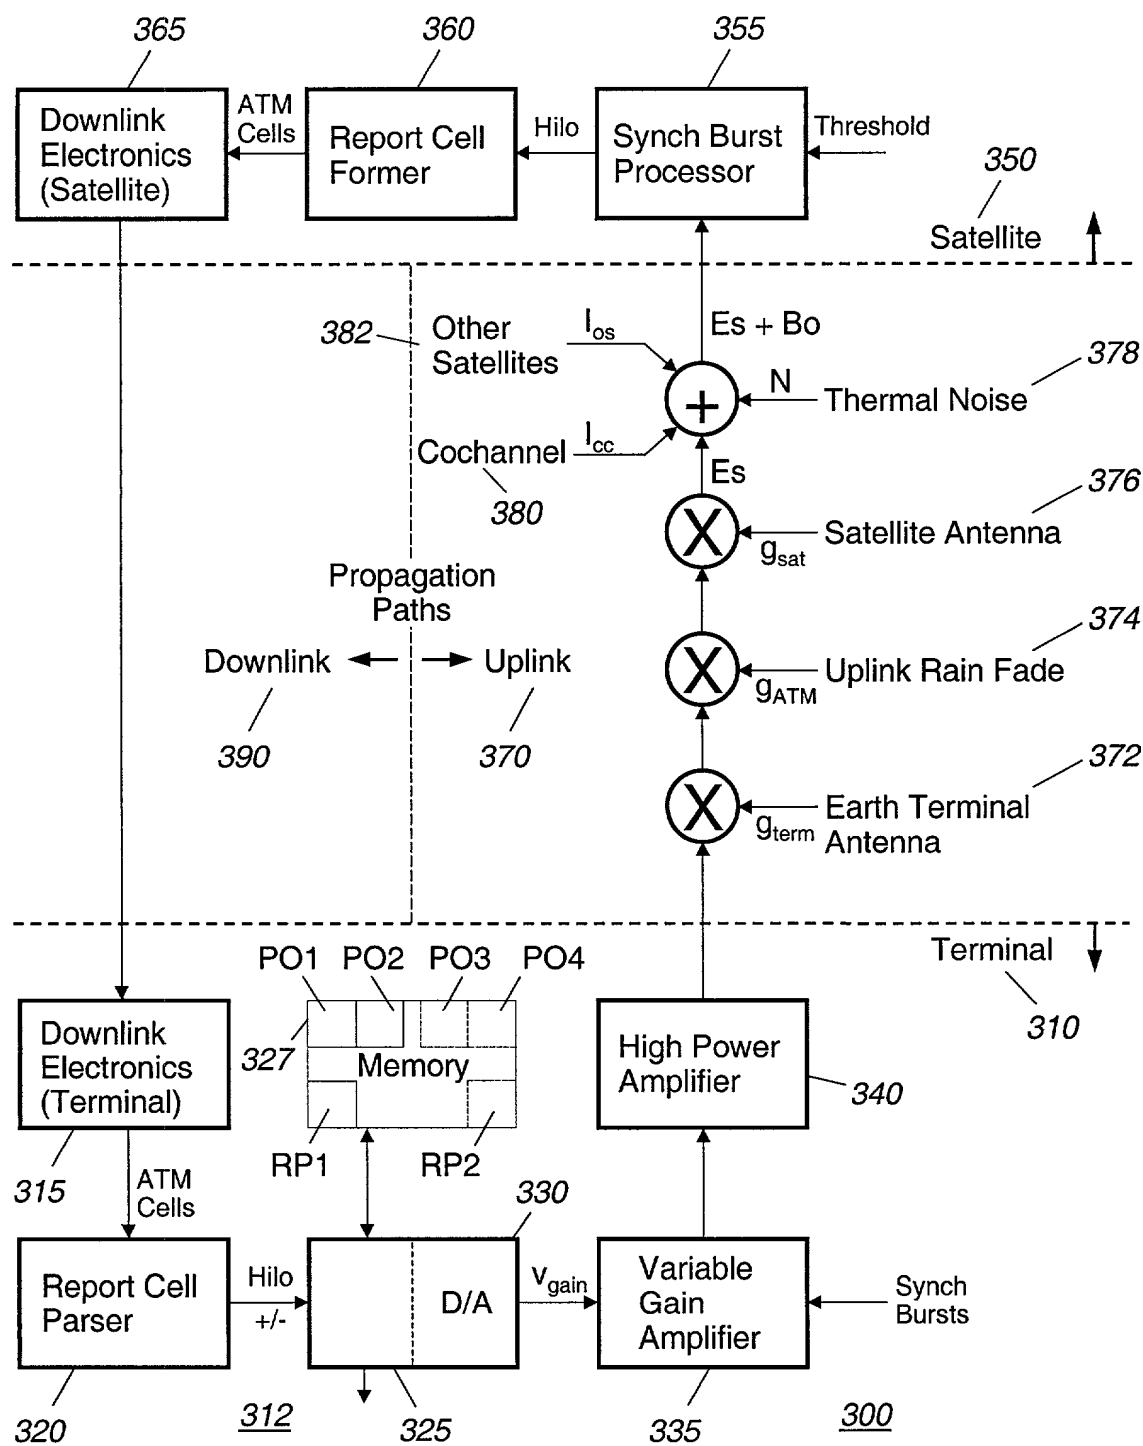 365
360
355
Downlink
Electronics
(Satellite)
ATM
Cells
Report Cell
Former
Hilo
Synch Burst
Processor
Threshold
350
Satellite
382
Other
Satellites
Ios
Es + Bo
378
N
Thermal Noise
+
Cochannel
Icc
380
Es
376
X
Satellite Antenna
gsat
Propagation
Paths
374
Downlink
Uplink
X
Uplink Rain Fade
gATM
390
370
372
X
Earth Terminal
Antenna
gterm
Terminal
310
PO1
PO2
PO3
PO4
327
Memory
RP1
RP2
Downlink
Electronics
(Terminal)
High Power
Amplifier
340
315
ATM
Cells
330
Report Cell
Parser
Hilo
+/-
D/A
vgain
Variable
Gain
Amplifier
Synch
Bursts
320
312
325
335
300